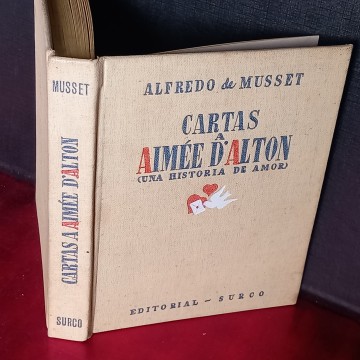 MUSSET
CARTAS A AIMÉE D'ALTON
SURCO
ALFREDO de MUSSET
CARTAS
A
AIMÉE D'ALTON
(UNA HISTORIA DE AMOR)
EDITORIAL - SURCO